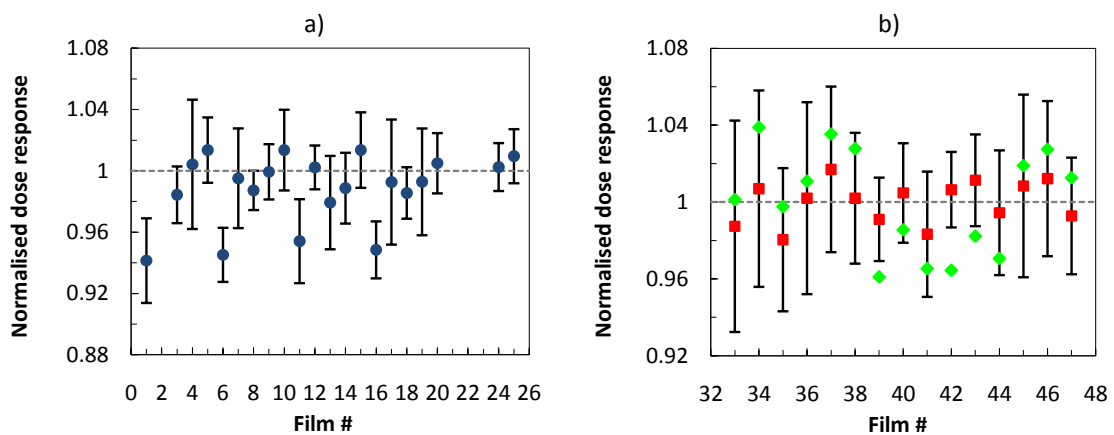 a)
Normalised dose response
1.08
1.04
1
0.96
0.92
0.88
0 2 4 6 8 10 12 14 16 18 20 22 24 26
Film #
b)
Normalised dose response
1.08
1.04
1
0.96
0.92
32 34 36 38 40 42 44 46 48
Film #